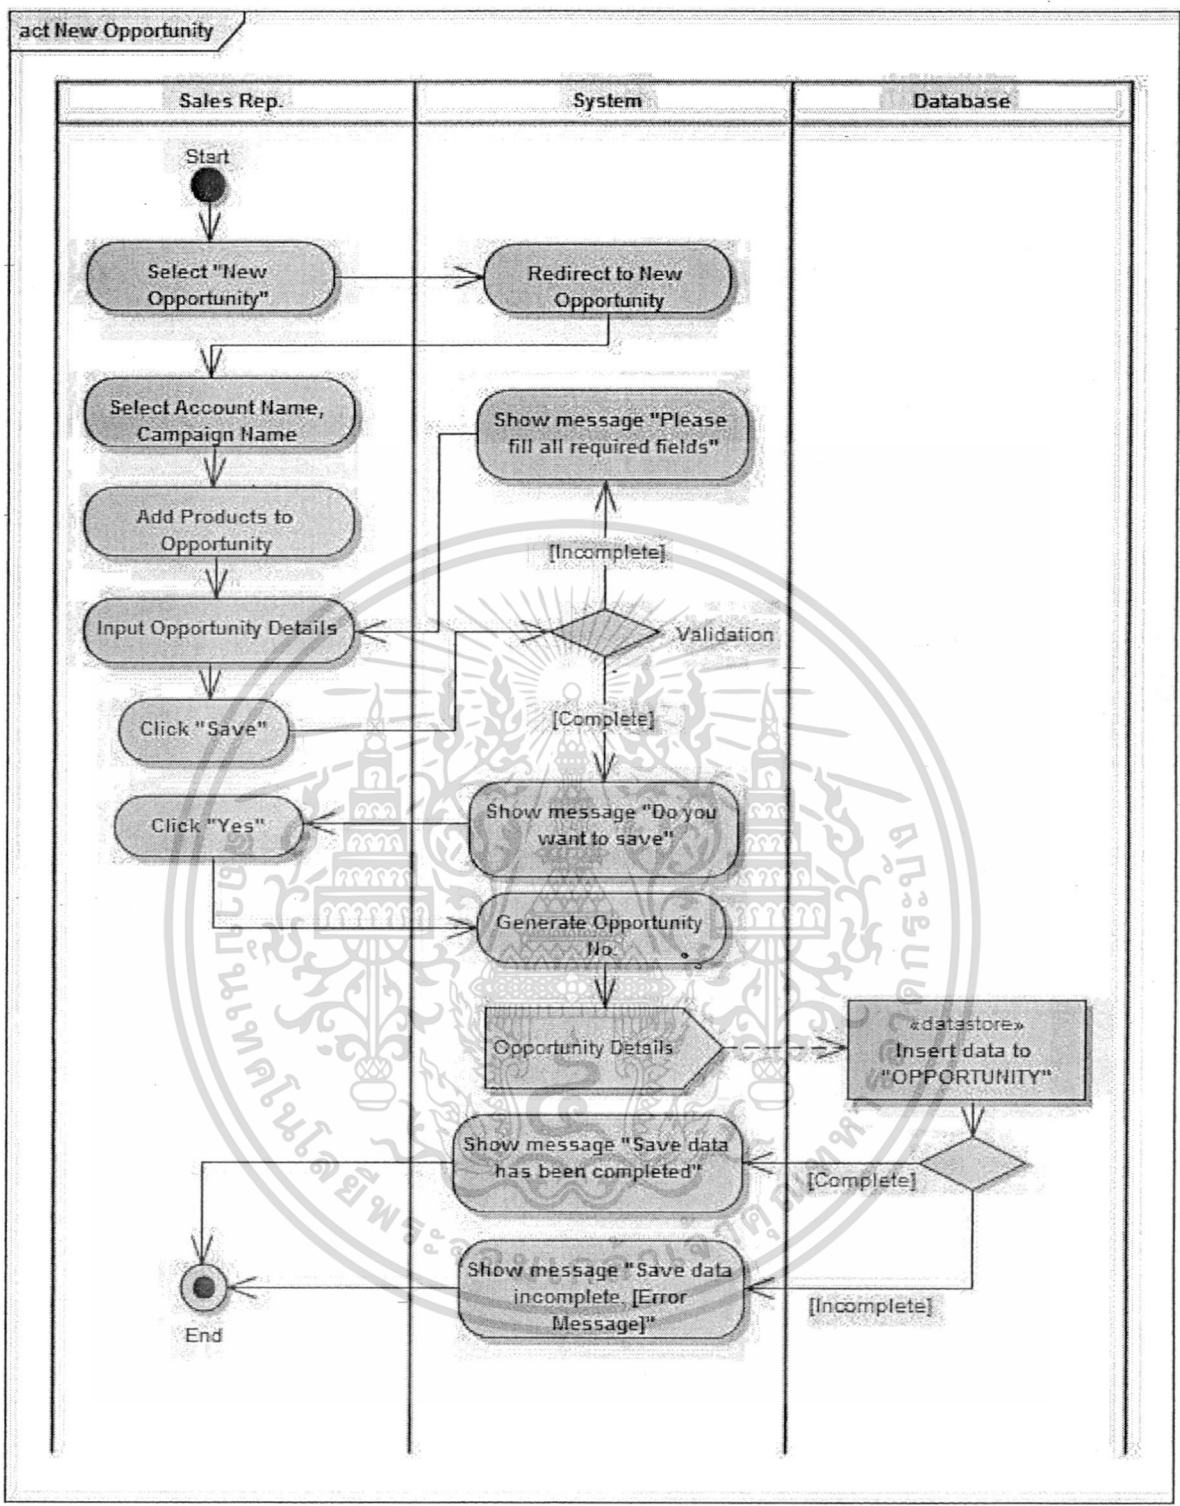 act New Opportunity
Sales Rep.
System
Database
Start
Select "New
Opportunity"
Redirect to New
Opportunity
Select Account Name,
Campaign Name
Show message "Please
fill all required fields"
Add Products to
Opportunity
[Incomplete]
Input Opportunity Details
Validation
Click "Save"
[Complete]
Click "Yes"
Show message "Do you
want to save"
Generate Opportunity
No.
Opportunity Details
«datastore»
Insert data to
"OPPORTUNITY"
Show message "Save data
has been completed"
[Complete]
Show message "Save data
incomplete, [Error
Message]"
[Incomplete]
End